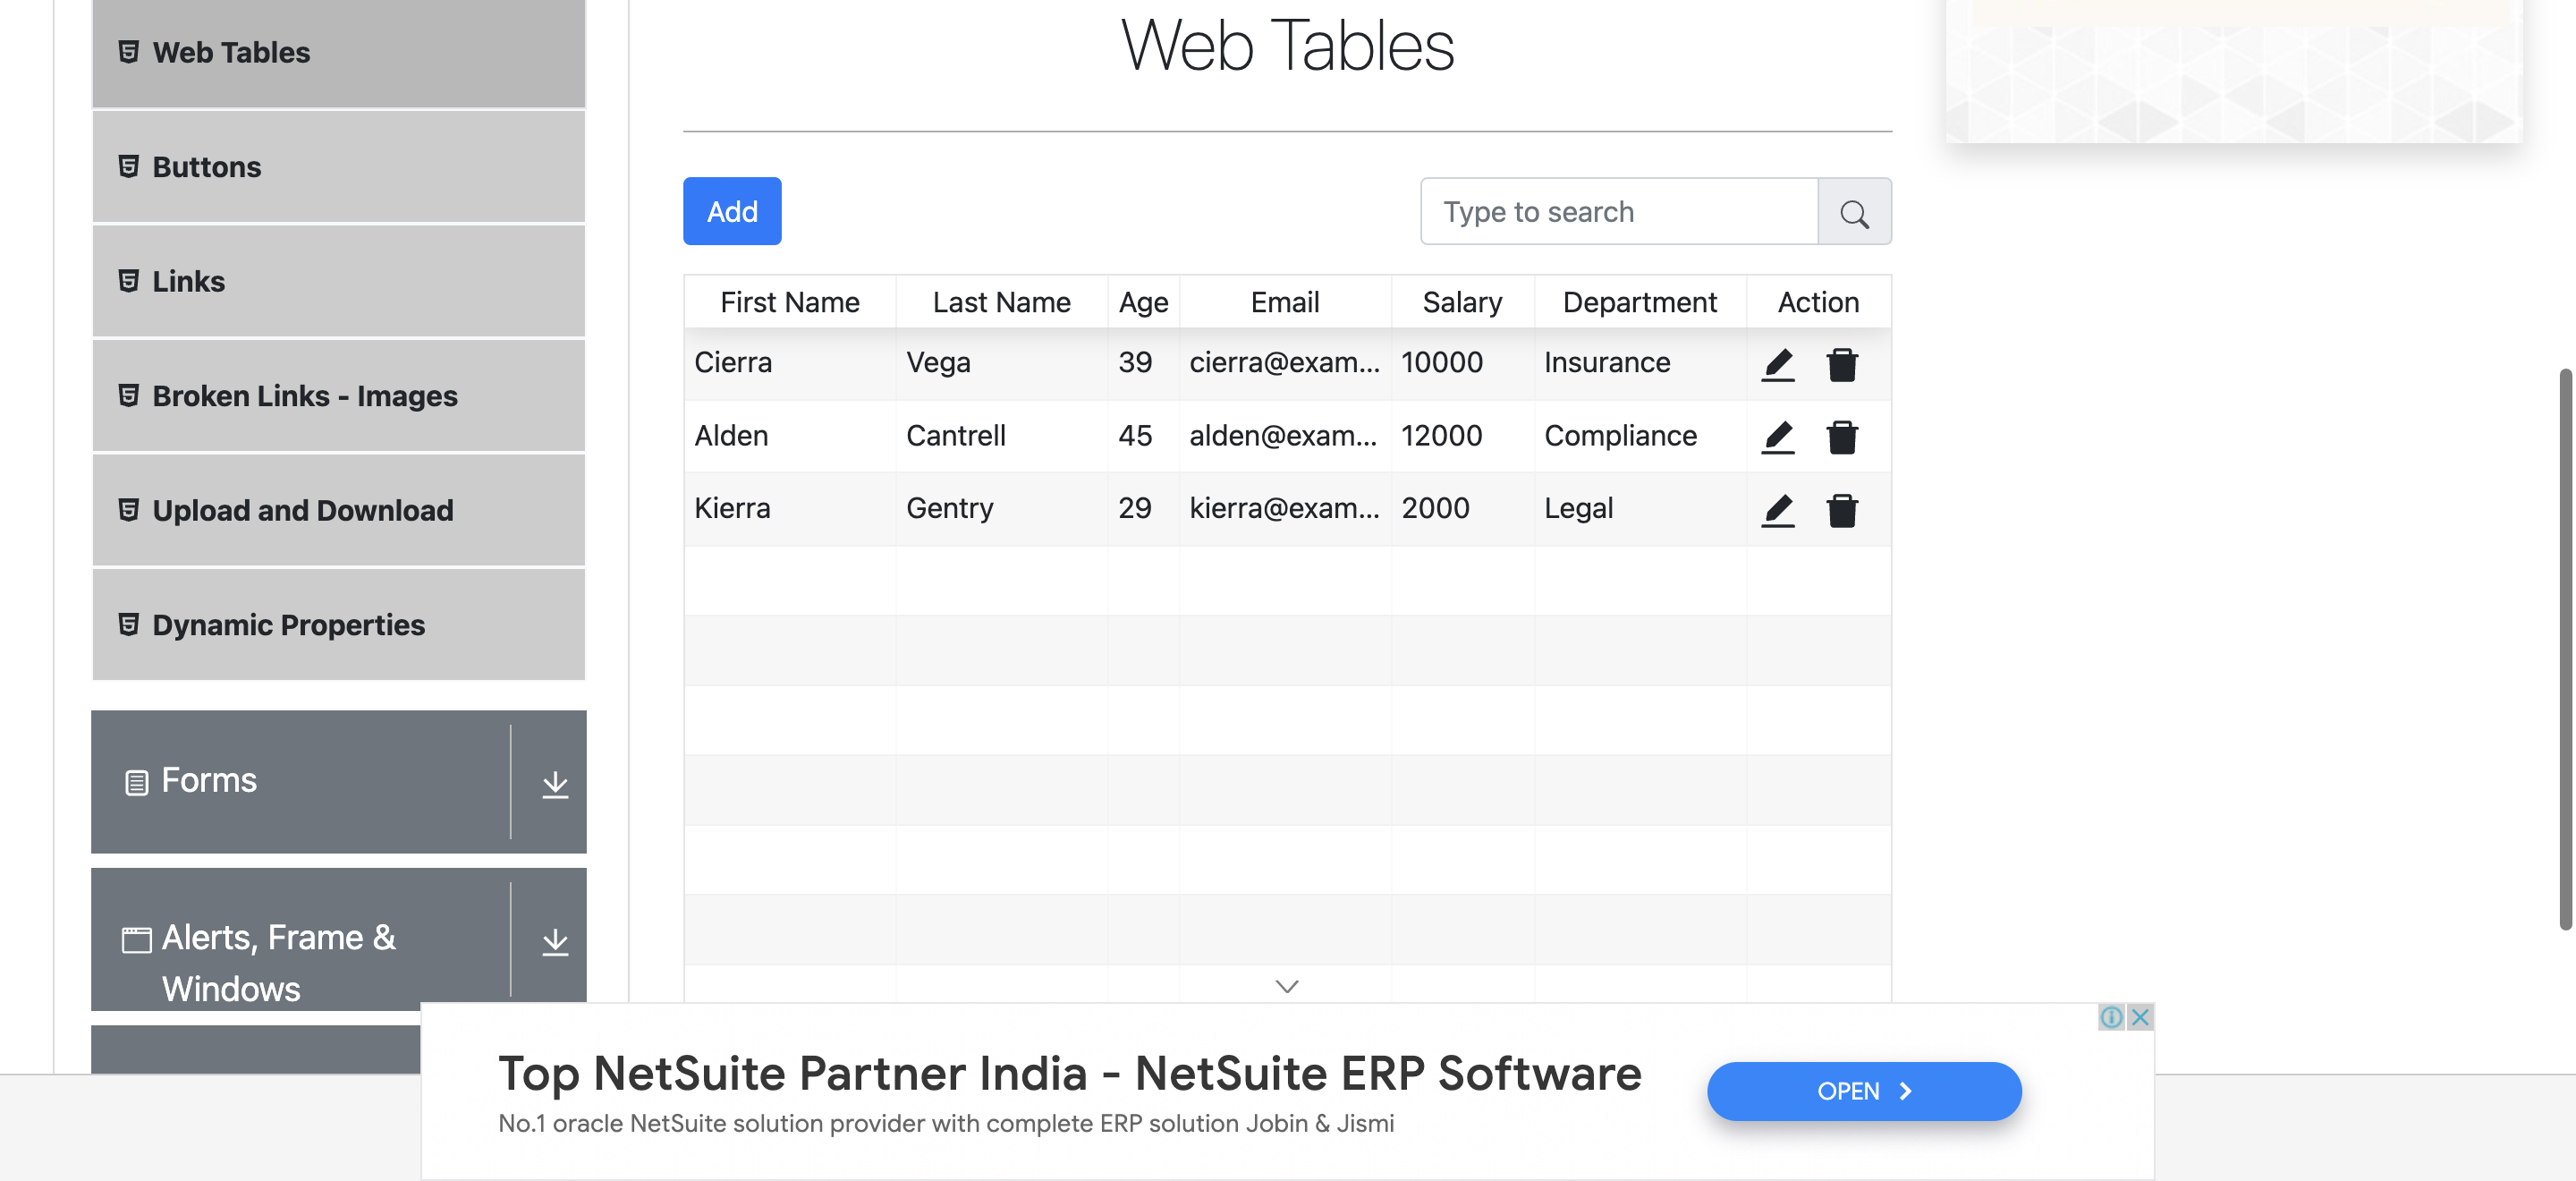 Web Tables
Buttons
Links
Broken Links - Images
Upload and Download
Dynamic Properties
Forms
Alerts, Frame &
Windows
Web Tables
Add
Type to search
First Name Last Name Age Email Salary Department Action
Cierra Vega 39 cierra@exam... 10000 Insurance
Alden Cantrell 45 alden@exam... 12000 Compliance
Kierra Gentry 29 kierra@exam... 2000 Legal
Top NetSuite Partner India - NetSuite ERP Software
No.1 oracle NetSuite solution provider with complete ERP solution Jobin & Jismi
OPEN